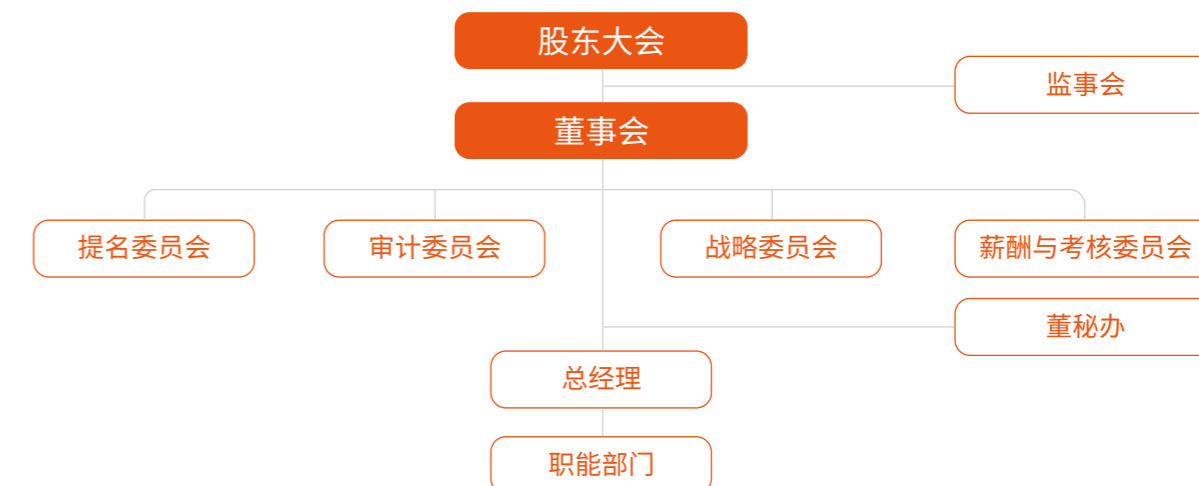 股东大会
监事会
董事会
提名委员会
审计委员会
战略委员会
薪酬与考核委员会
董秘办
总经理
职能部门